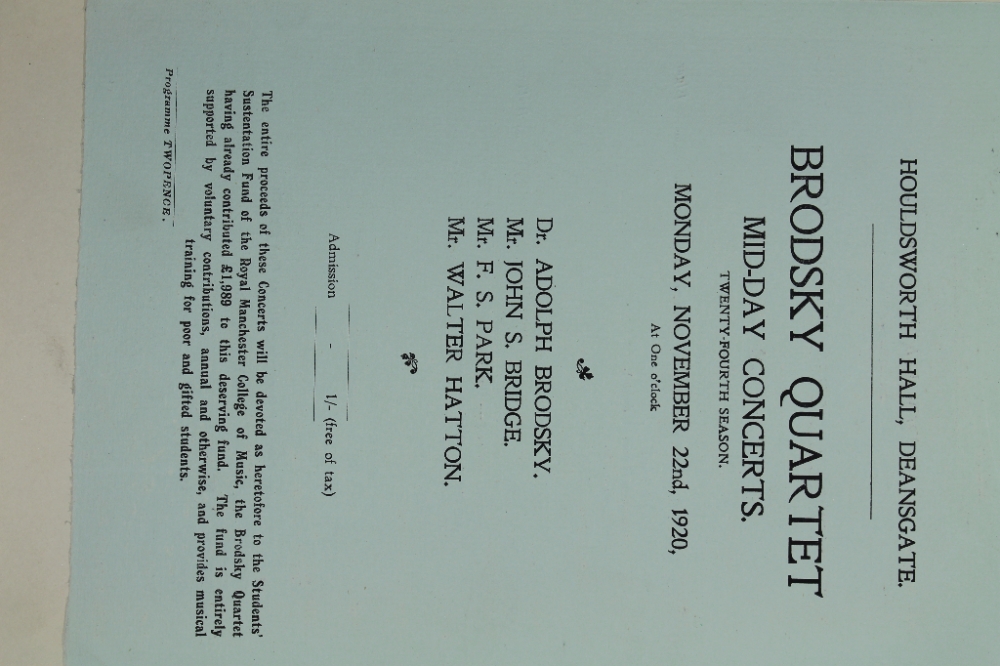 HOULDSWORTH HALL, DEANSGATE.
BRODSKY QUARTET
MID-DAY CONCERTS.
TWENTY-FOURTH SEASON.
MONDAY, NOVEMBER 22nd, 1920,
At One o'clock
Dr. ADOLPH BRODSKY.
Mr. JOHN S. BRIDGE.
Mr. F. S. PARK.
Mr. WALTER HATTON.
Admission - 1/- (free of tax)
The entire proceeds of these Concerts will be devoted as heretofore to the Students'
Sustentation Fund of the Royal Manchester College of Music, the Brodsky Quartet
having already contributed £1,989 to this deserving fund. The fund is entirely
supported by voluntary contributions, annual and otherwise, and provides musical
training for poor and gifted students.
Programme TWOPENCE.